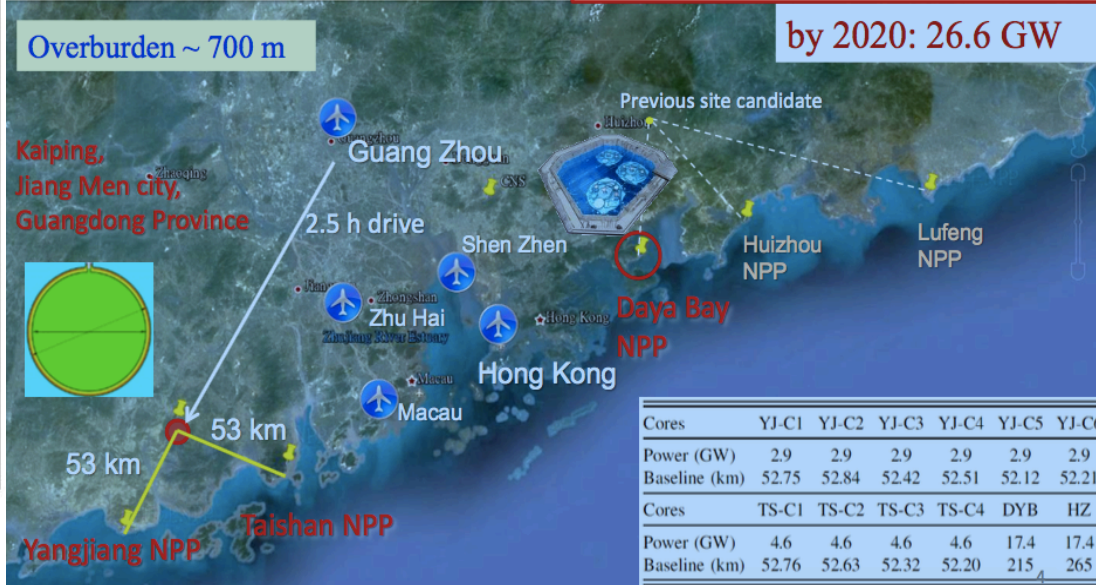 Overburden ~ 700 m
by 2020: 26.6 GW
Previous site candidate
Huizhou
Guang Zhou
Kaiping,
Jiang Men city,
Guangdong Province
Zhaoqing
CNS
2.5 h drive
Shen Zhen
Huizhou
NPP
Lufeng
NPP
Zhongshan
Zhu Hai
Zhujiang River Estuary
Hong Kong
Daya Bay
NPP
Hong Kong
Macau
Macau
53 km
53 km
Taishan NPP
Yangjiang NPP
Cores YJ-C1 YJ-C2 YJ-C3 YJ-C4 YJ-C5 YJ-C6
Power (GW) 2.9 2.9 2.9 2.9 2.9 2.9
Baseline (km) 52.75 52.84 52.42 52.51 52.12 52.21
Cores TS-C1 TS-C2 TS-C3 TS-C4 DYB HZ
Power (GW) 4.6 4.6 4.6 4.6 17.4 17.4
Baseline (km) 52.76 52.63 52.32 52.20 215 265
4